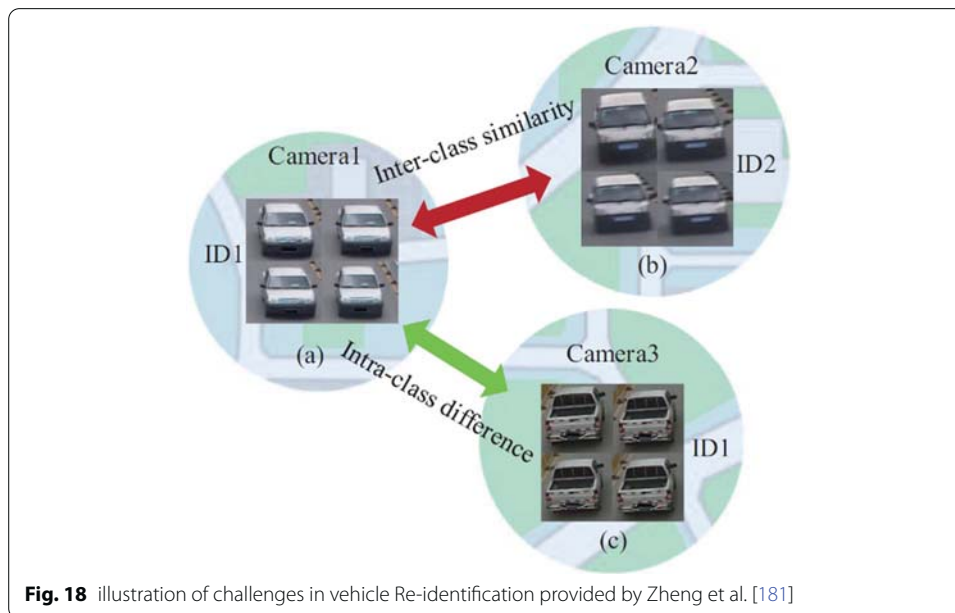 Camera1
ID1
(a)
Inter-class similarity
Camera2
ID2
(b)
Intra-class difference
Camera3
ID1
(c)
Fig. 18 illustration of challenges in vehicle Re-identification provided by Zheng et al. [181]